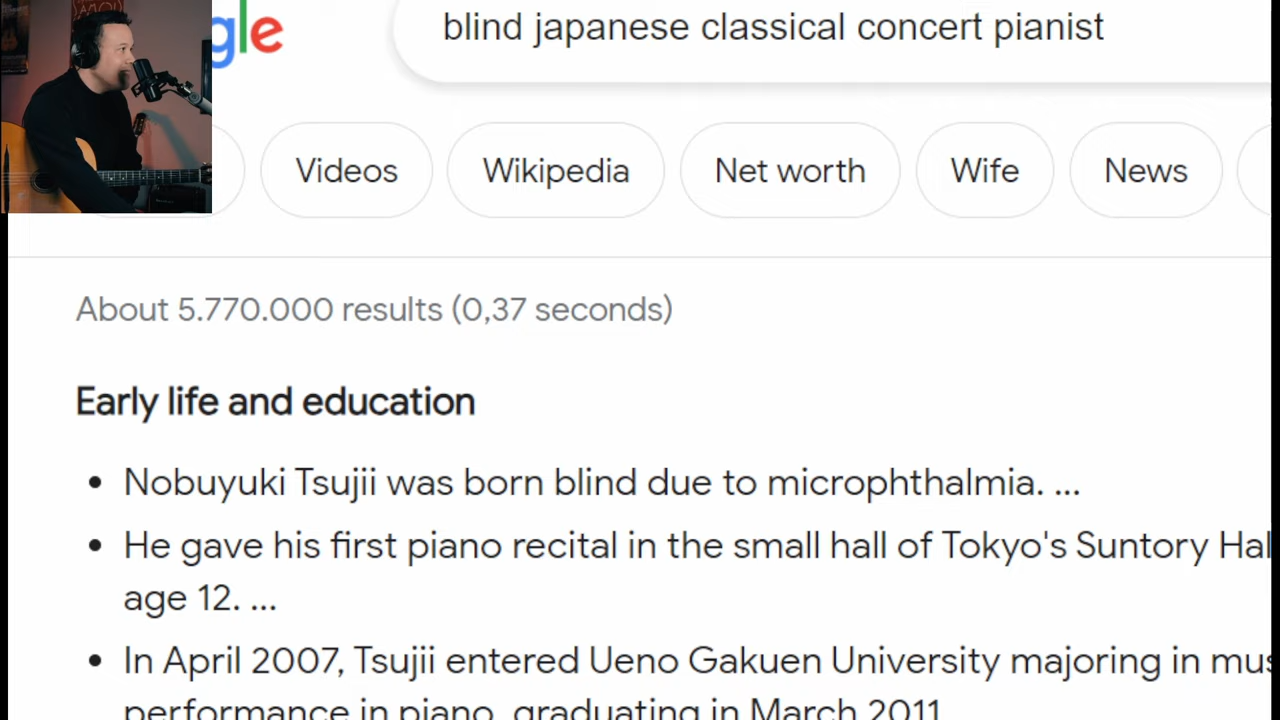 gle
blind japanese classical concert pianist
Videos
Wikipedia
Net worth
Wife
News
About 5.770.000 results (0,37 seconds)
Early life and education
• Nobuyuki Tsujii was born blind due to microphthalmia. ...
• He gave his first piano recital in the small hall of Tokyo's Suntory Hal
age 12. ...
• In April 2007, Tsujii entered Ueno Gakuen University majoring in mus
performance in piano, graduating in March 2011